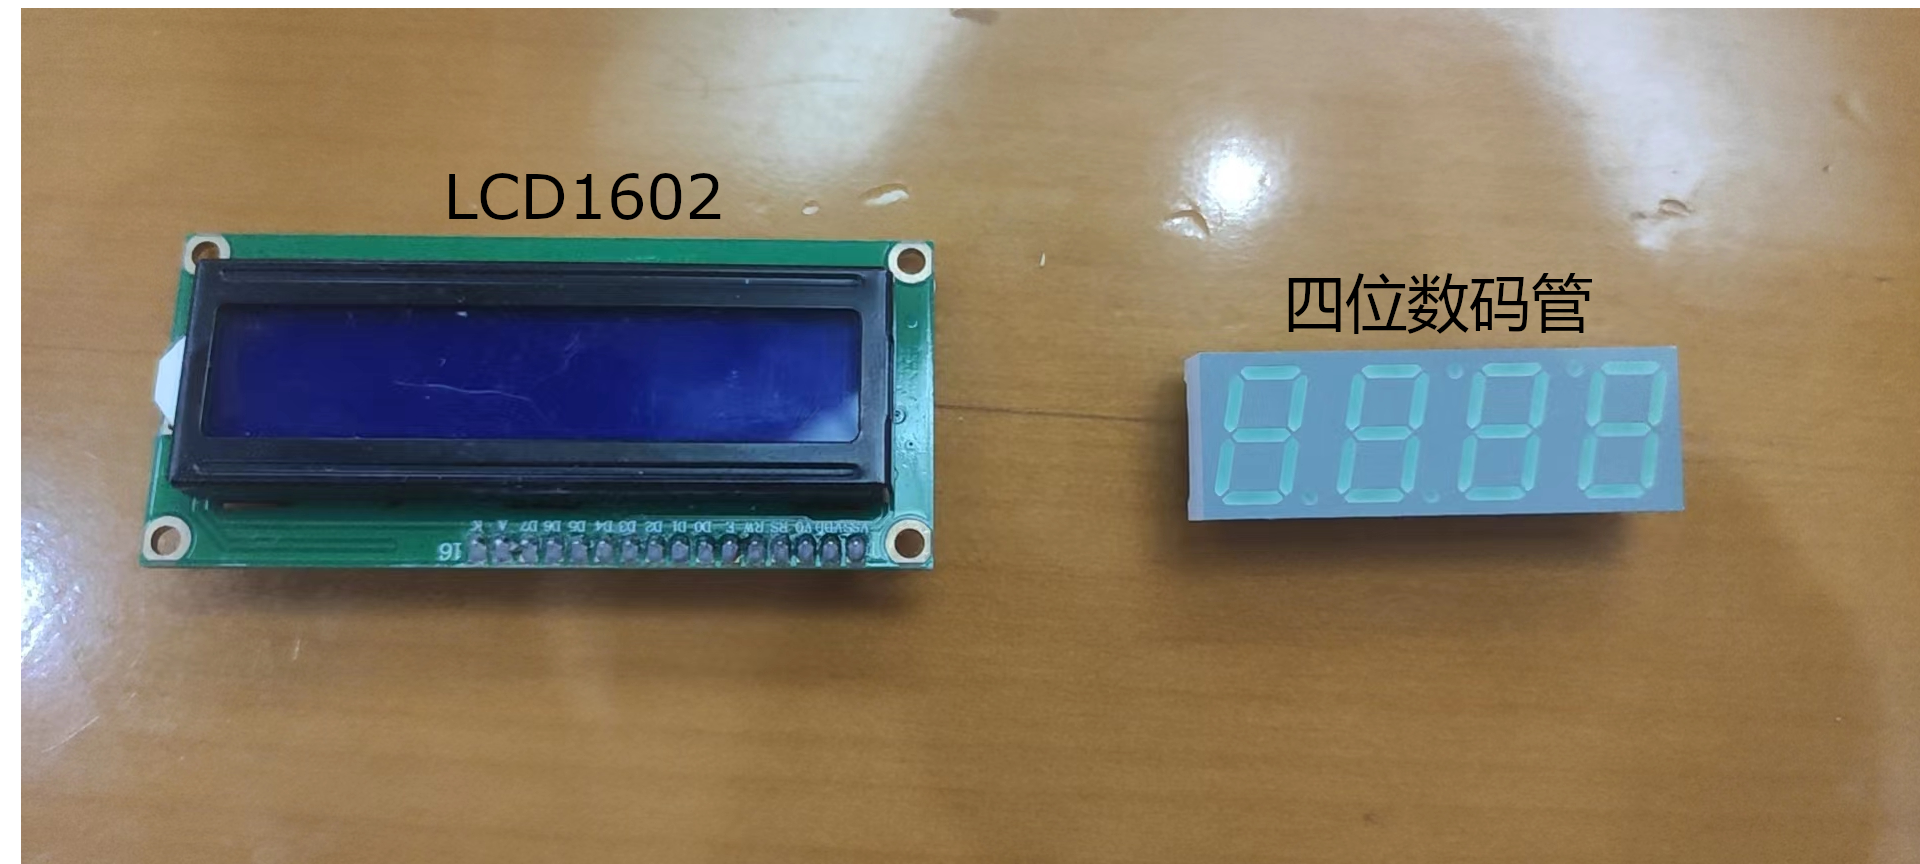 LCD1602
四位数码管
16 K A D7 D6 D5 D4 D3 D2 D1 D0 E RW RS V0 VDD VSS